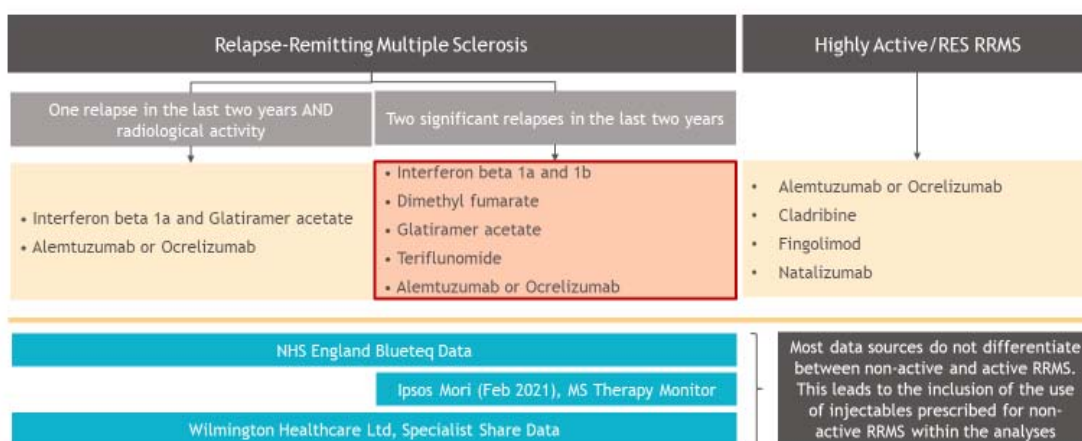 Relapse-Remitting Multiple Sclerosis
Highly Active/RES RRMS
One relapse in the last two years AND
radiological activity
Two significant relapses in the last two years
• Interferon beta 1a and Glatiramer acetate
• Alemtuzumab or Ocrelizumab
• Interferon beta 1a and 1b
• Dimethyl fumarate
• Glatiramer acetate
• Teriflunomide
• Alemtuzumab or Ocrelizumab
• Alemtuzumab or Ocrelizumab
• Cladribine
• Fingolimod
• Natalizumab
NHS England Blueteq Data
Ipsos Mori (Feb 2021), MS Therapy Monitor
Wilmington Healthcare Ltd, Specialist Share Data
Most data sources do not differentiate
between non-active and active RRMS.
This leads to the inclusion of the use
of injectables prescribed for non-
active RRMS within the analyses